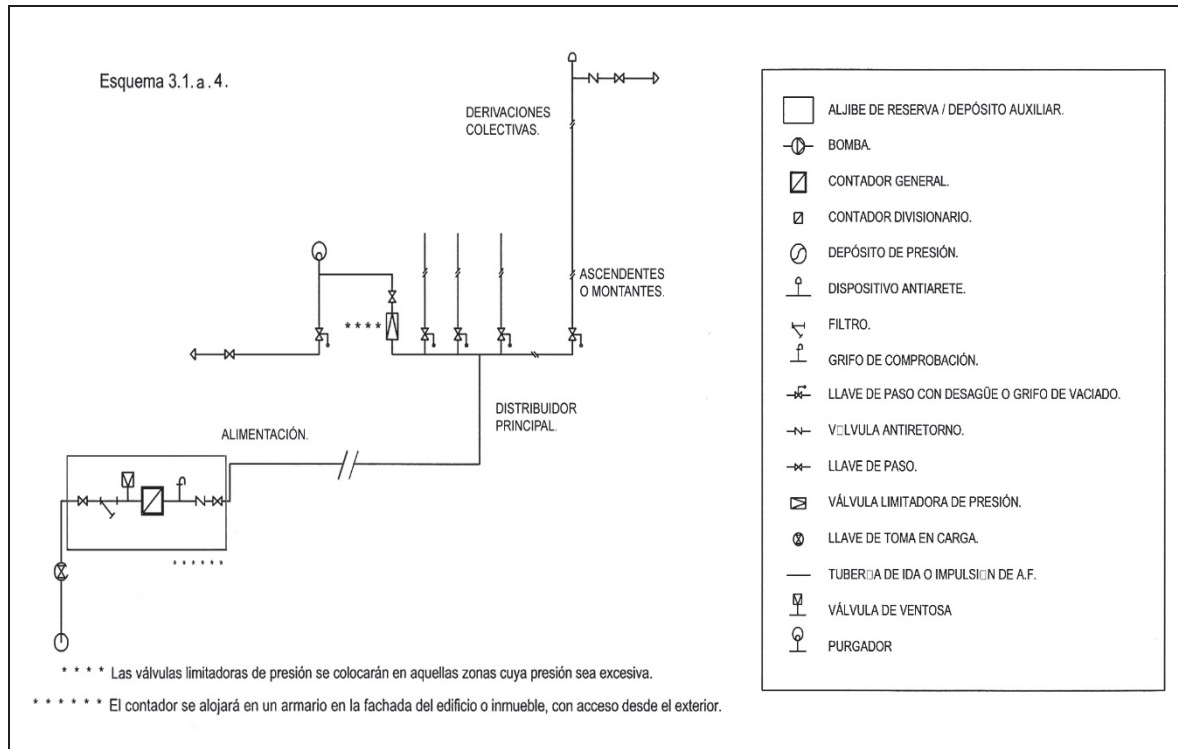 Esquema 3.1.a.4.
DERIVACIONES
COLECTIVAS.
ASCENDENTES
O MONTANTES.
* * * *
DISTRIBUIDOR
PRINCIPAL.
ALIMENTACIÓN.
* * * * * *
* * * * Las válvulas limitadoras de presión se colocarán en aquellas zonas cuya presión sea excesiva.
* * * * * * El contador se alojará en un armario en la fachada del edificio o inmueble, con acceso desde el exterior.
ALJIBE DE RESERVA / DEPÓSITO AUXILIAR.
BOMBA.
CONTADOR GENERAL.
CONTADOR DIVISIONARIO.
DEPÓSITO DE PRESIÓN.
DISPOSITIVO ANTIARETE.
FILTRO.
GRIFO DE COMPROBACIÓN.
LLAVE DE PASO CON DESAGÜE O GRIFO DE VACIADO.
V□LVULA ANTIRETORNO.
LLAVE DE PASO.
VÁLVULA LIMITADORA DE PRESIÓN.
LLAVE DE TOMA EN CARGA.
TUBER□A DE IDA O IMPULSI□N DE A.F.
VÁLVULA DE VENTOSA
PURGADOR